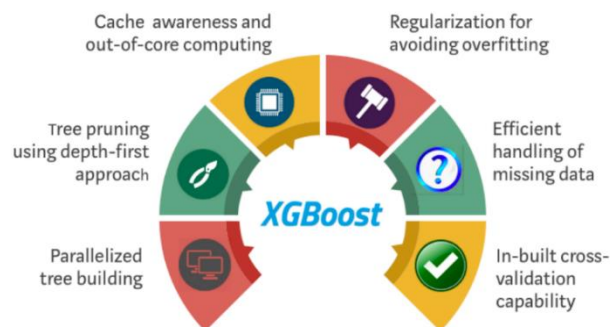 Cache awareness and
out-of-core computing
Regularization for
avoiding overfitting
Tree pruning
using depth-first
approach
Efficient
handling of
missing data
?
XGBoost
Parallelized
tree building
In-built cross-
validation
capability